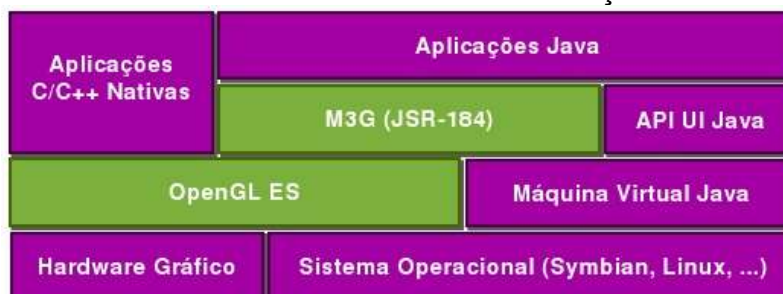 Aplicações
C/C++ Nativas
Aplicações Java
M3G (JSR-184)
API UI Java
OpenGL ES
Máquina Virtual Java
Hardware Gráfico
Sistema Operacional (Symbian, Linux, ...)